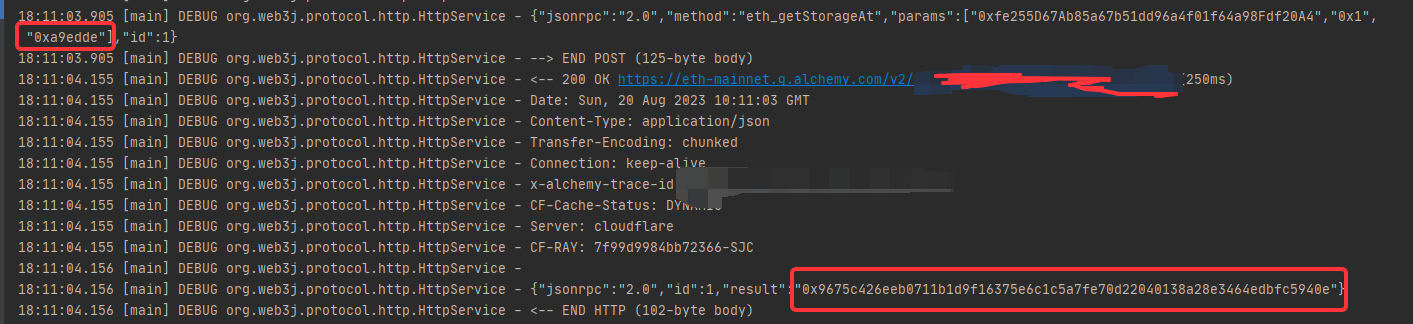 18:11:03.905 [main] DEBUG org.web3j.protocol.http.HttpService - {"jsonrpc":"2.0","method":"eth_getStorageAt","params":["0xfe255D67Ab85a67b51dd96a4f01f64a98Fdf20A4","0x1",
"0xa9edde"],"id":1}
18:11:03.905 [main] DEBUG org.web3j.protocol.http.HttpService - --> END POST (125-byte body)
18:11:04.155 [main] DEBUG org.web3j.protocol.http.HttpService - <-- 200 OK https://eth-mainnet.g.alchemy.com/v2/ (250ms)
18:11:04.155 [main] DEBUG org.web3j.protocol.http.HttpService - Date: Sun, 20 Aug 2023 10:11:03 GMT
18:11:04.155 [main] DEBUG org.web3j.protocol.http.HttpService - Content-Type: application/json
18:11:04.155 [main] DEBUG org.web3j.protocol.http.HttpService - Transfer-Encoding: chunked
18:11:04.155 [main] DEBUG org.web3j.protocol.http.HttpService - Connection: keep-alive
18:11:04.155 [main] DEBUG org.web3j.protocol.http.HttpService - x-alchemy-trace-id
18:11:04.155 [main] DEBUG org.web3j.protocol.http.HttpService - CF-Cache-Status: DYNAMIC
18:11:04.155 [main] DEBUG org.web3j.protocol.http.HttpService - Server: cloudflare
18:11:04.155 [main] DEBUG org.web3j.protocol.http.HttpService - CF-RAY: 7f99d9984bb72366-SJC
18:11:04.156 [main] DEBUG org.web3j.protocol.http.HttpService -
18:11:04.156 [main] DEBUG org.web3j.protocol.http.HttpService - {"jsonrpc":"2.0","id":1,"result":"0x9675c426eeb0711b1d9f16375e6c1c5a7fe70d22040138a28e3464edbfc5940e"}
18:11:04.156 [main] DEBUG org.web3j.protocol.http.HttpService - <-- END HTTP (102-byte body)